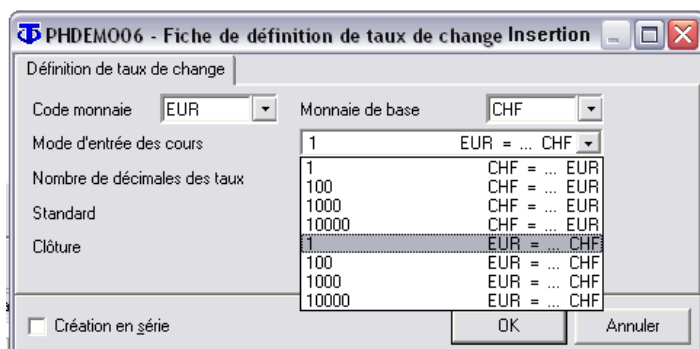 PHDEMO06 - Fiche de définition de taux de change Insertion
Définition de taux de change
Code monnaie EUR Monnaie de base CHF
Mode d'entrée des cours 1 EUR = ... CHF
Nombre de décimales des taux
Standard
Clôture
1 CHF = ... EUR
100 CHF = ... EUR
1000 CHF = ... EUR
10000 CHF = ... EUR
1 EUR = ... CHF
100 EUR = ... CHF
1000 EUR = ... CHF
10000 EUR = ... CHF
Création en série OK Annuler